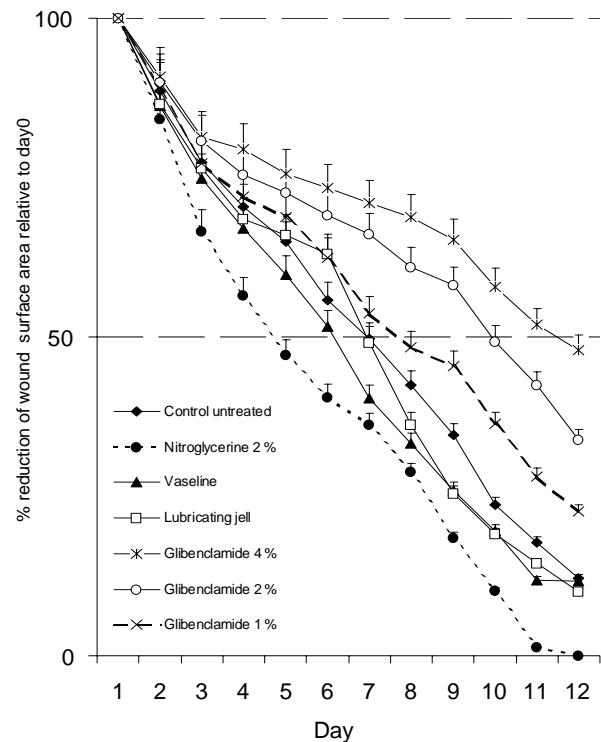 100
50
0
% reduction of wound surface area relative to day0
Control untreated
Nitroglycerine 2 %
Vaseline
Lubricating jell
Glibenclamide 4 %
Glibenclamide 2 %
Glibenclamide 1 %
1 2 3 4 5 6 7 8 9 10 11 12
Day